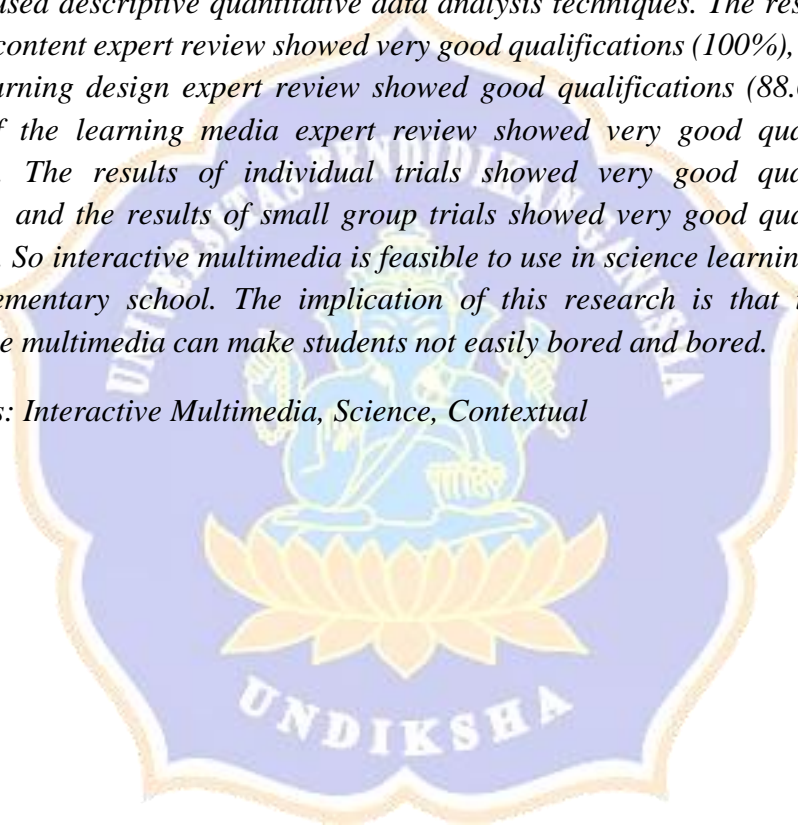 used descriptive quantitative data analysis techniques. The res
content expert review showed very good qualifications (100%),
rning design expert review showed good qualifications (88.
f the learning media expert review showed very good qua
. The results of individual trials showed very good qua
and the results of small group trials showed very good qua
. So interactive multimedia is feasible to use in science learnin
ementary school. The implication of this research is that
e multimedia can make students not easily bored and bored.
s: Interactive Multimedia, Science, Contextual
UNIVERSITAS PENDIDIKAN GANESHA
UNDIKSHA